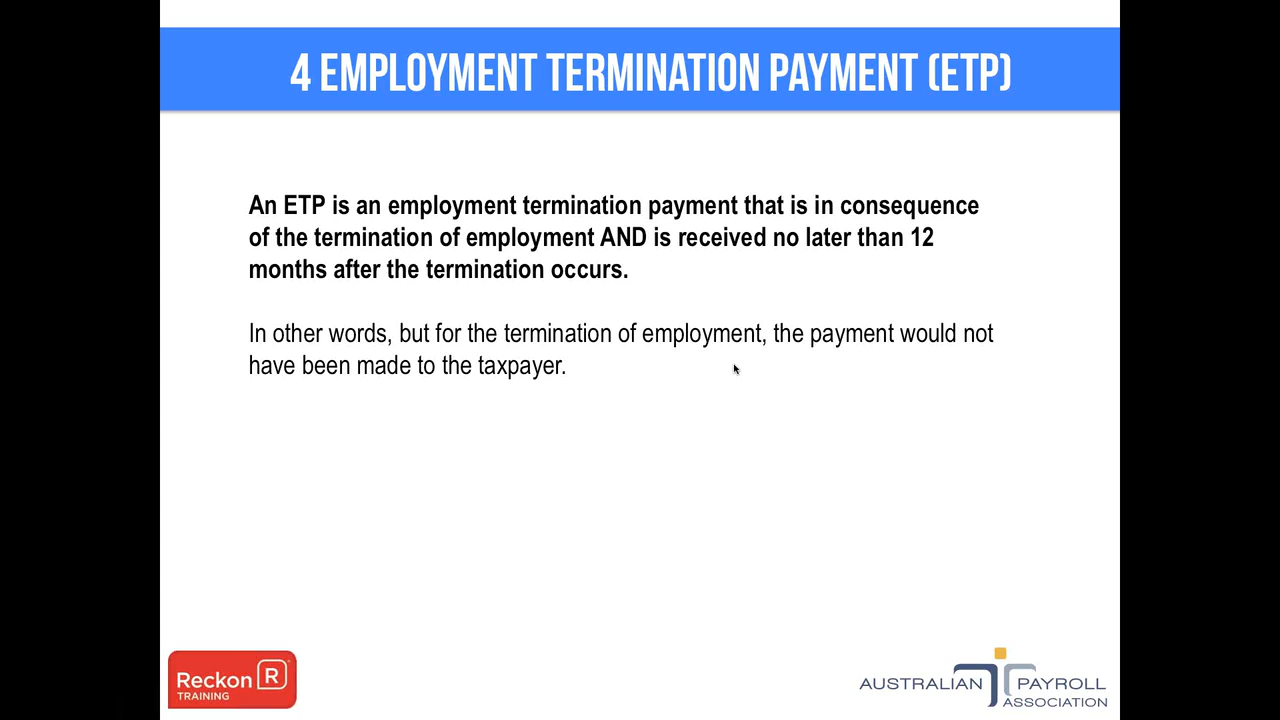 4 EMPLOYMENT TERMINATION PAYMENT (ETP)
An ETP is an employment termination payment that is in consequence
of the termination of employment AND is received no later than 12
months after the termination occurs.
In other words, but for the termination of employment, the payment would not
have been made to the taxpayer.
Reckon R
TRAINING
AUSTRALIAN PAYROLL
ASSOCIATION